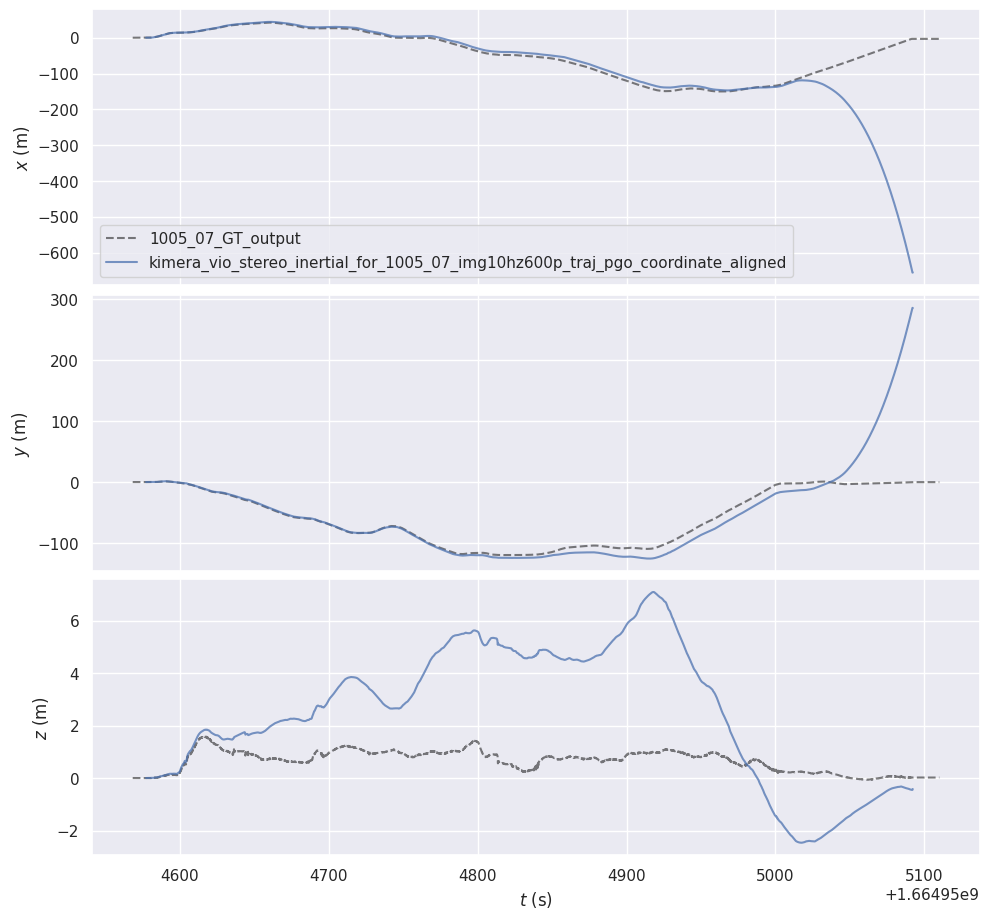 0
−100
−200
−300
−400
−500
−600
x (m)
1005_07_GT_output
kimera_vio_stereo_inertial_for_1005_07_img10hz600p_traj_pgo_coordinate_aligned
300
200
100
0
−100
y (m)
6
4
2
0
−2
z (m)
4600 4700 4800 4900 5000 5100
+1.66495e9
t (s)